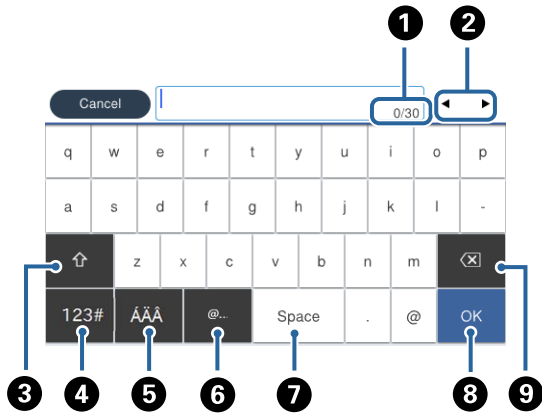 1 2
Cancel 0/30
q w e r t y u i o p
a s d f g h j k l -
z x c v b n m
123# ÁÄÂ @... Space . @ OK
3 4 5 6 7 8 9